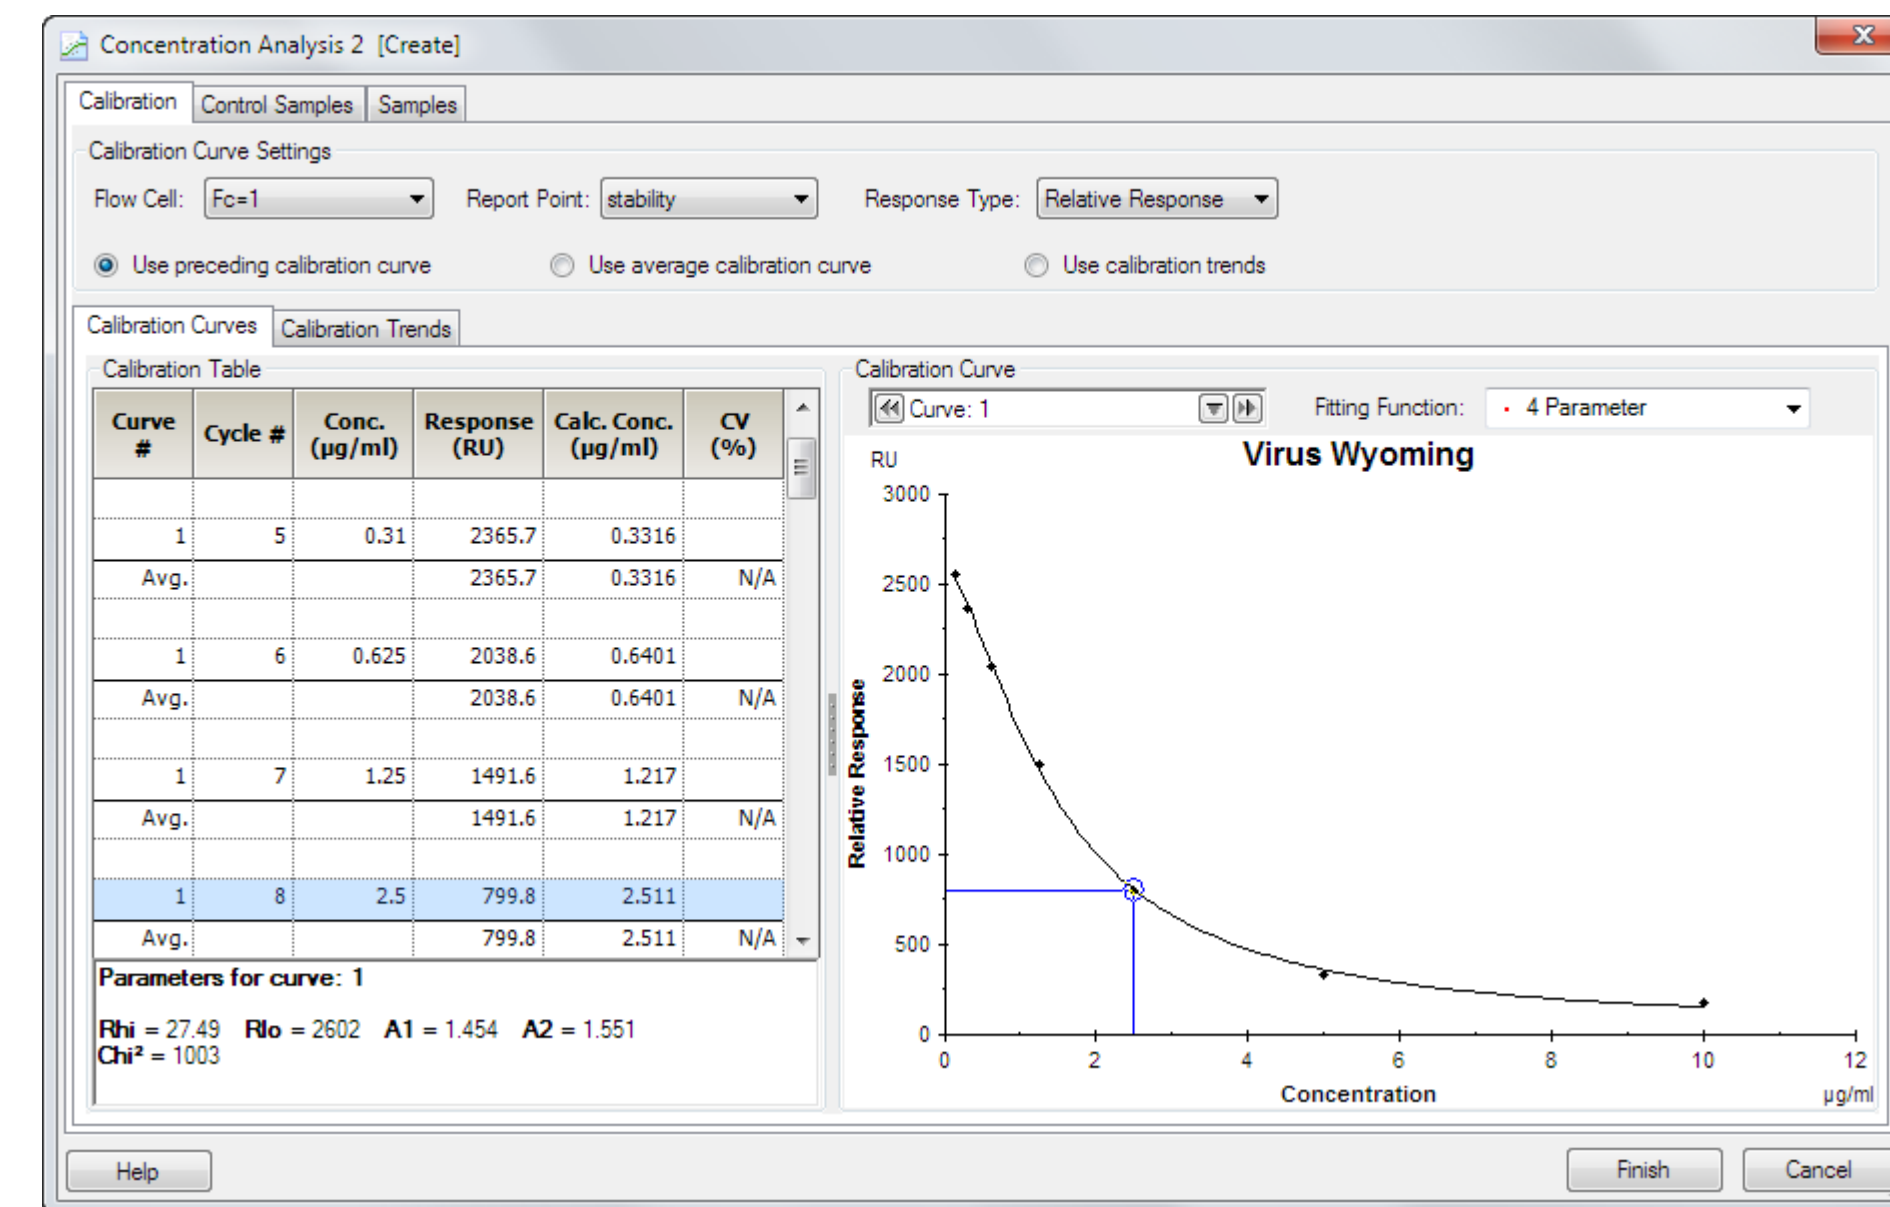 Concentration Analysis 2 [Create]
X
Calibration Control Samples Samples
Calibration Curve Settings
Flow Cell: Fc=1 Report Point: stability Response Type: Relative Response
Use preceding calibration curve Use average calibration curve Use calibration trends
Calibration Curves Calibration Trends
Calibration Table
Curve # Cycle # Conc. (µg/ml) Response (RU) Calc. Conc. (µg/ml) CV (%)
1 5 0.31 2365.7 0.3316
Avg. 2365.7 0.3316 N/A
1 6 0.625 2038.6 0.6401
Avg. 2038.6 0.6401 N/A
1 7 1.25 1491.6 1.217
Avg. 1491.6 1.217 N/A
1 8 2.5 799.8 2.511
Avg. 799.8 2.511 N/A
Parameters for curve: 1
Rhi = 27.49 Rlo = 2602 A1 = 1.454 A2 = 1.551
Chi² = 1003
Calibration Curve
Curve: 1 Fitting Function: 4 Parameter
Virus Wyoming
RU
3000
2500
2000
1500
1000
500
0
Relative Response
0 2 4 6 8 10 12
Concentration
µg/ml
Help Finish Cancel